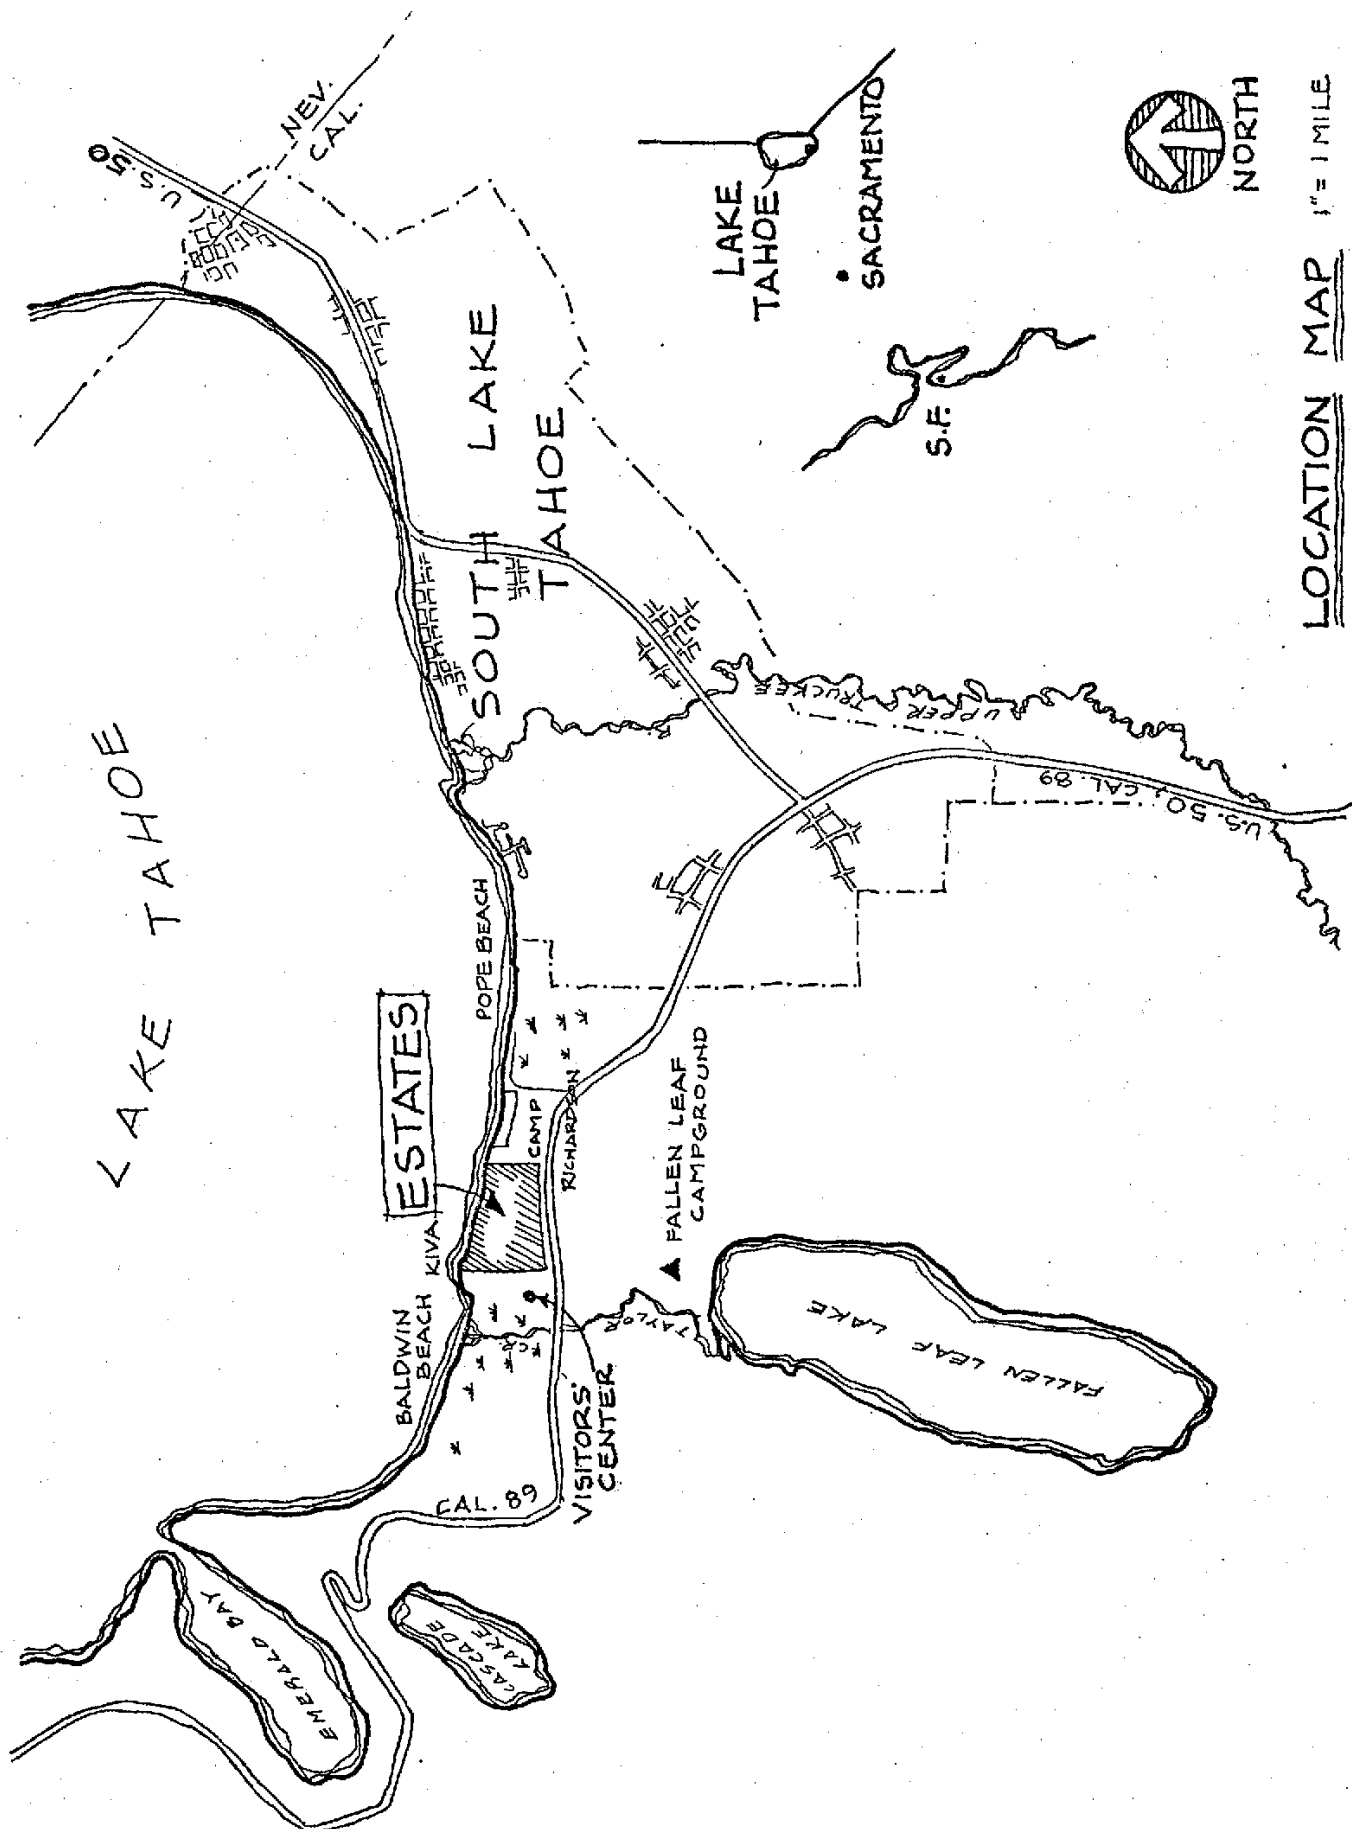 LAKE TAHOE
NEV.
CAL.
U.S. 50
SOUTH LAKE
TAHOE
ESTATES
POPE BEACH
KIVA
BALDWIN
BEACH
CAMP
RICHARDSON
VISITORS'
CENTER
CAL. 89
EMERALD BAY
CASCADE
LAKE
TAYLOR
CR.
FALLEN LEAF
CAMPGROUND
FALLEN LEAF LAKE
UPPER TRUCKEE
R.
U.S. 50, CAL. 89
LAKE
TAHOE
SACRAMENTO
S.F.
NORTH
LOCATION MAP 1" = 1 MILE